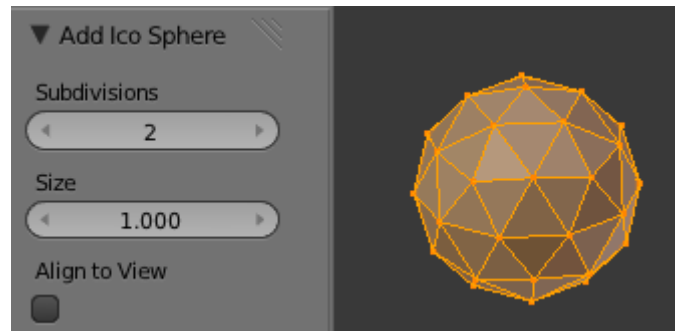 Add Ico Sphere
Subdivisions
2
Size
1.000
Align to View